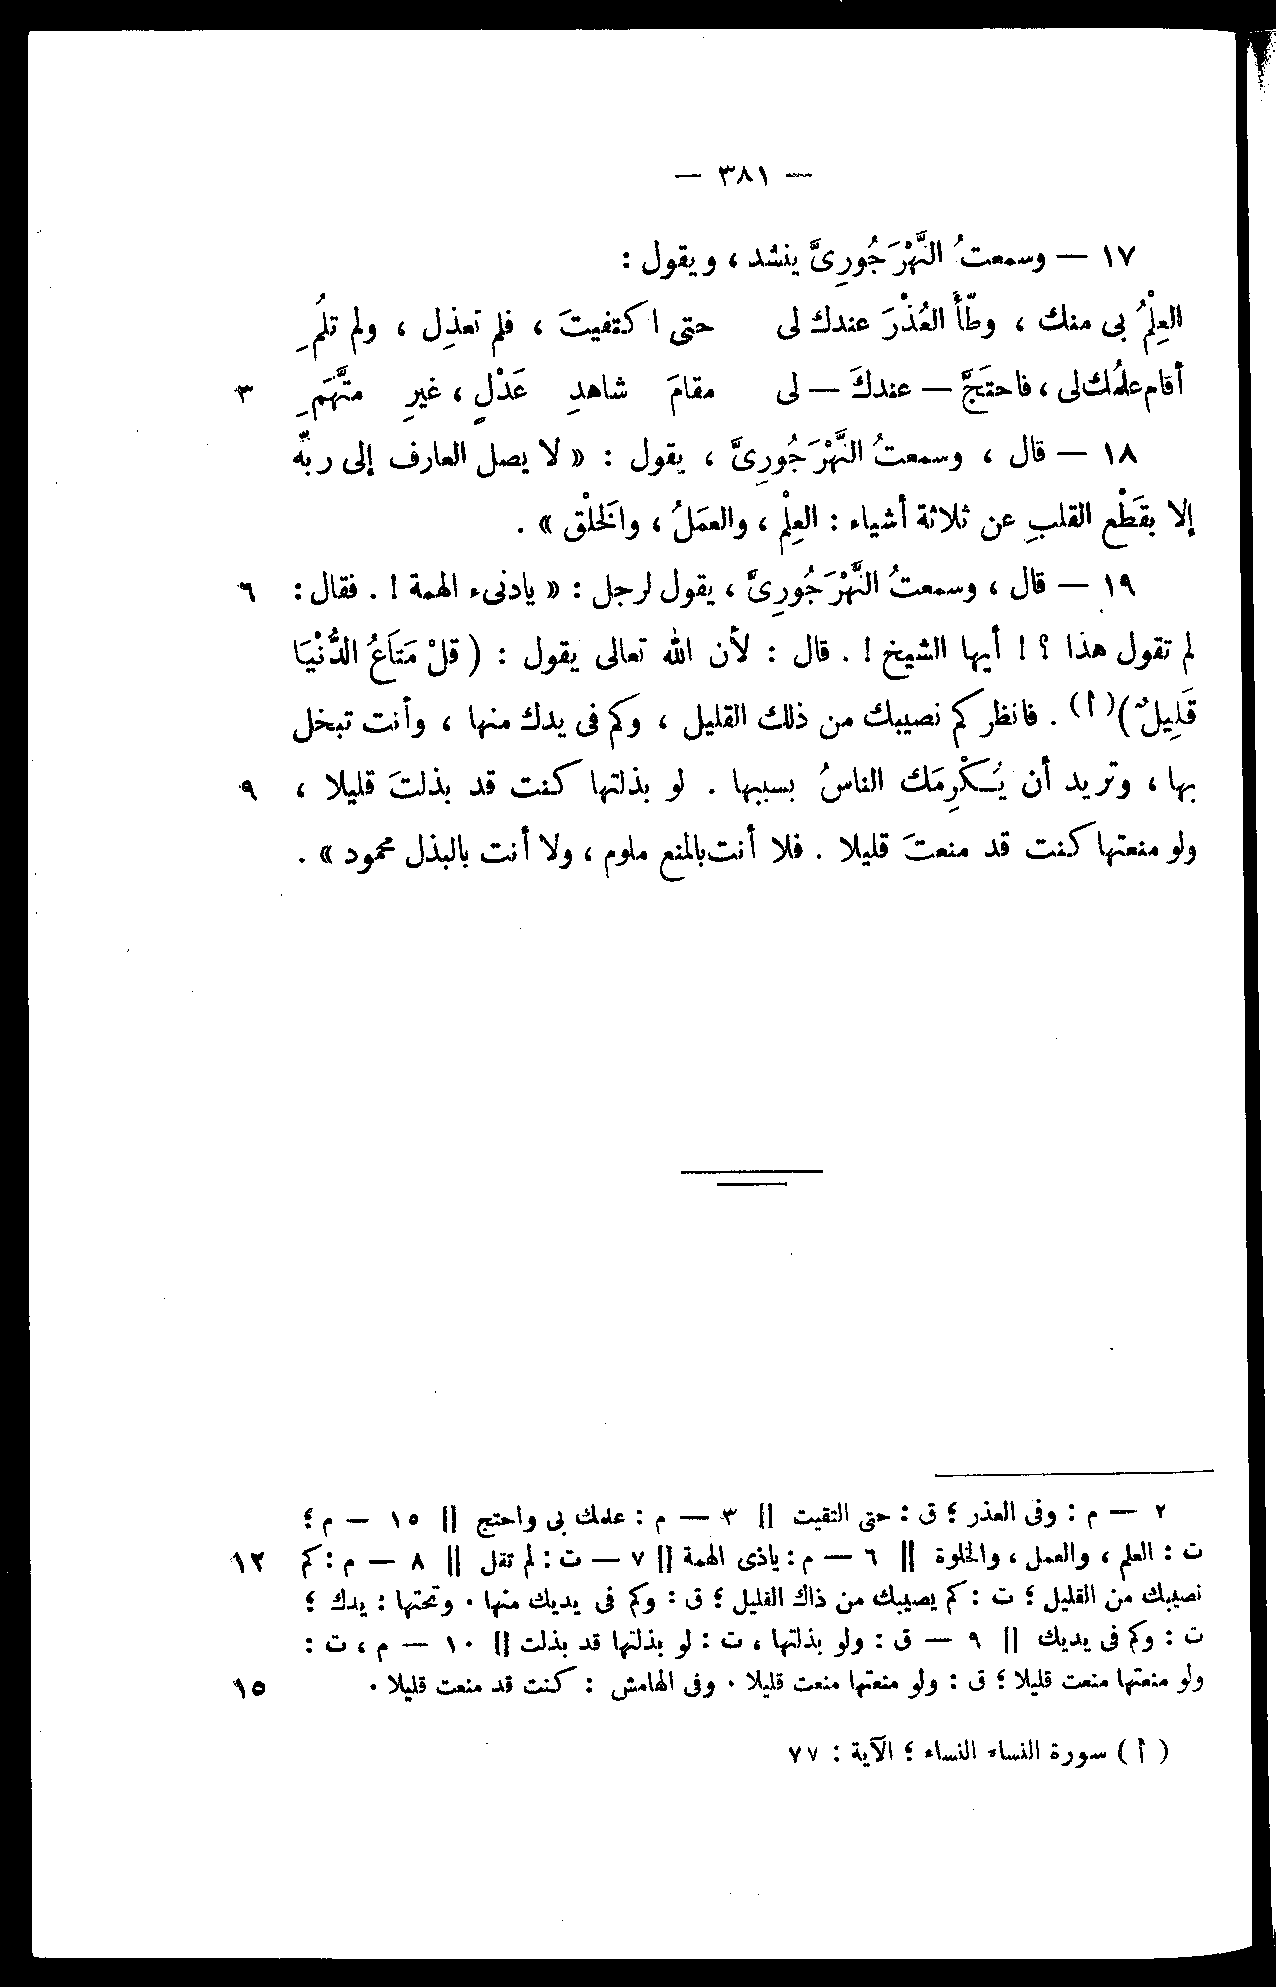 — ٣٨١ —
١٧ — وسمعتُ النَّهْرَجُورِىَّ ينشد ، ويقول :
العِلْمُ بى منك ، وطّأَ العُذْرَ عندك لى حتى اكتفيتَ ، فلم تعذِل ، ولم تلُمِ
أقام علمُك لى ، فاحتَجَّ — عندكَ — لى مقامَ شاهدِ عَدْلٍ ، غيرِ متَّهَمِ ٣
١٨ — قال ، وسمعتُ النَّهْرَجُورِىَّ ، يقول : « لا يصل العارف إلى ربِّه
إلا بقَطْع القلبِ عن ثلاثة أشياء : العِلْم ، والعمَلُ ، والَخلْق » .
١٩ — قال ، وسمعتُ النَّهْرَجُورِىَّ ، يقول لرجل : « يادنىء الهمة ! . فقال : ٦
لم تقول هذا ؟ ! أيها الشيخ ! . قال : لأن الله تعالى يقول : ( قلْ مَتَاعُ الدُّنْيَا
قَلِيلٌ )(أ) . فانظر كم نصيبك من ذلك القليل ، وكم فى يدك منها ، وأنت تبخل
بها ، وتريد أن يُكْرِمَك الناسُ بسببها . لو بذلتها كنت قد بذلتَ قليلا ، ٩
ولو منعتها كنت قد منعتَ قليلا . فلا أنت بالمنع ملوم ، ولا أنت بالبذل محمود » .
٢ — م : وفى العذر ؛ ق : حتى التقيت || ٣ — م : علمك بى واحتج || ١٥ — م ؛
ت : العلم ، والعمل ، والخلوة || ٦ — م : ياذى الهمة || ٧ — ت : لم تقل || ٨ — م : كم ١٢
نصيبك من القليل ؛ ت : كم يصيبك من ذاك القليل ؛ ق : وكم فى يديك منها . وتحتها : يدك ؛
ت : وكم فى يديك || ٩ — ق : ولو بذلتها ، ت : لو بذلتها قد بذلت || ١٠ — م ، ت :
ولو منعتها منعت قليلا ؛ ق : ولو منعتها منعت قليلا . وفى الهامش : كنت قد منعت قليلا . ١٥
( أ ) سورة النساء النساء ؛ الآية : ٧٧